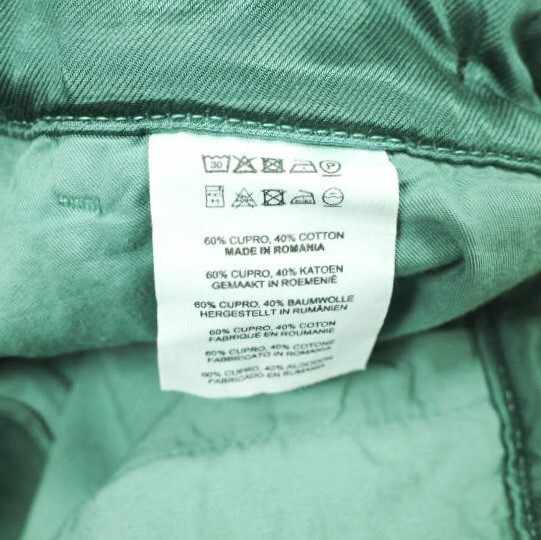 30 P
60% CUPRO, 40% COTTON
MADE IN ROMANIA
60% CUPRO, 40% KATOEN
GEMAAKT IN ROEMENIË
60% CUPRO, 40% BAUMWOLLE
HERGESTELLT IN RUMÄNIEN
60% CUPRO, 40% COTON
FABRIQUÉ EN ROUMANIE
60% CUPRO, 40% COTONE
FABBRICATO IN ROMANIA
60% CUPRO, 40% ALGODON
FABRICADO EN RUMANIA